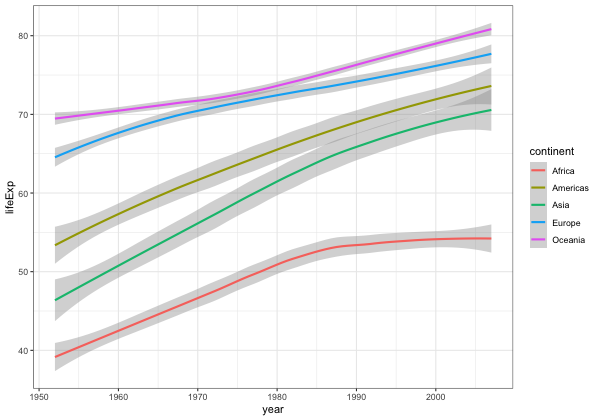 80
70
60
50
40
lifeExp
1950
1960
1970
1980
1990
2000
year
continent
Africa
Americas
Asia
Europe
Oceania